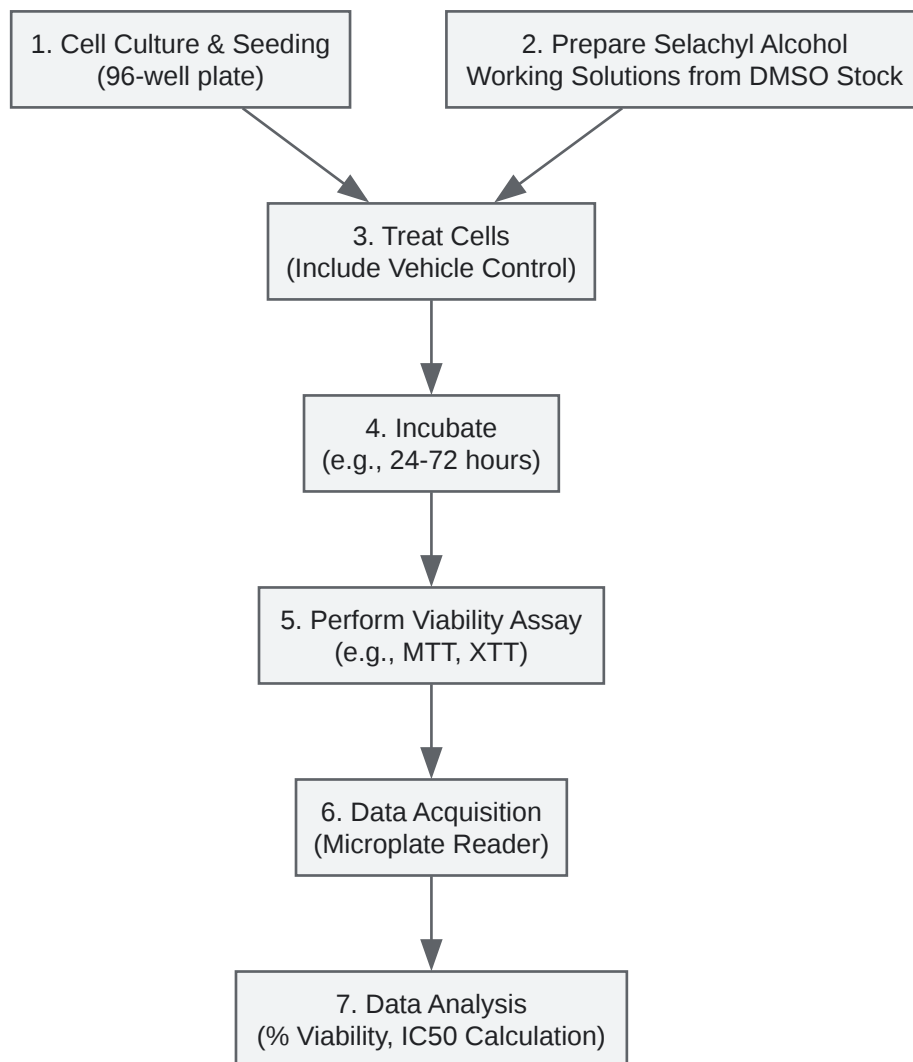 1. Cell Culture & Seeding
(96-well plate)
2. Prepare Selachyl Alcohol
Working Solutions from DMSO Stock
3. Treat Cells
(Include Vehicle Control)
4. Incubate
(e.g., 24-72 hours)
5. Perform Viability Assay
(e.g., MTT, XTT)
6. Data Acquisition
(Microplate Reader)
7. Data Analysis
(% Viability, IC50 Calculation)